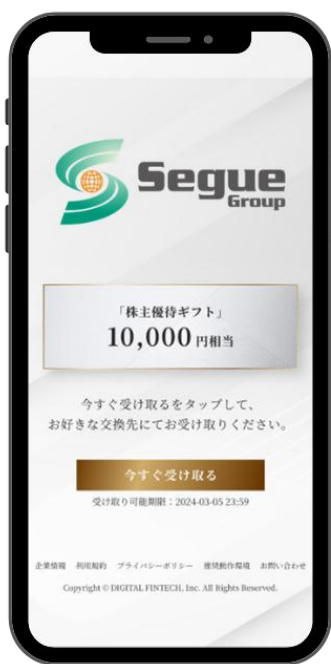 Segue
Group
「株主優待ギフト」
10,000 円相当
今すぐ受け取るをタップして、
お好きな交換先にてお受け取りください。
今すぐ受け取る
受け取り可能期限：2024-03-05 23:59
企業情報 利用規約 プライバシーポリシー 推奨動作環境 お問い合わせ
Copyright © DIGITAL FINTECH, Inc. All Rights Reserved.